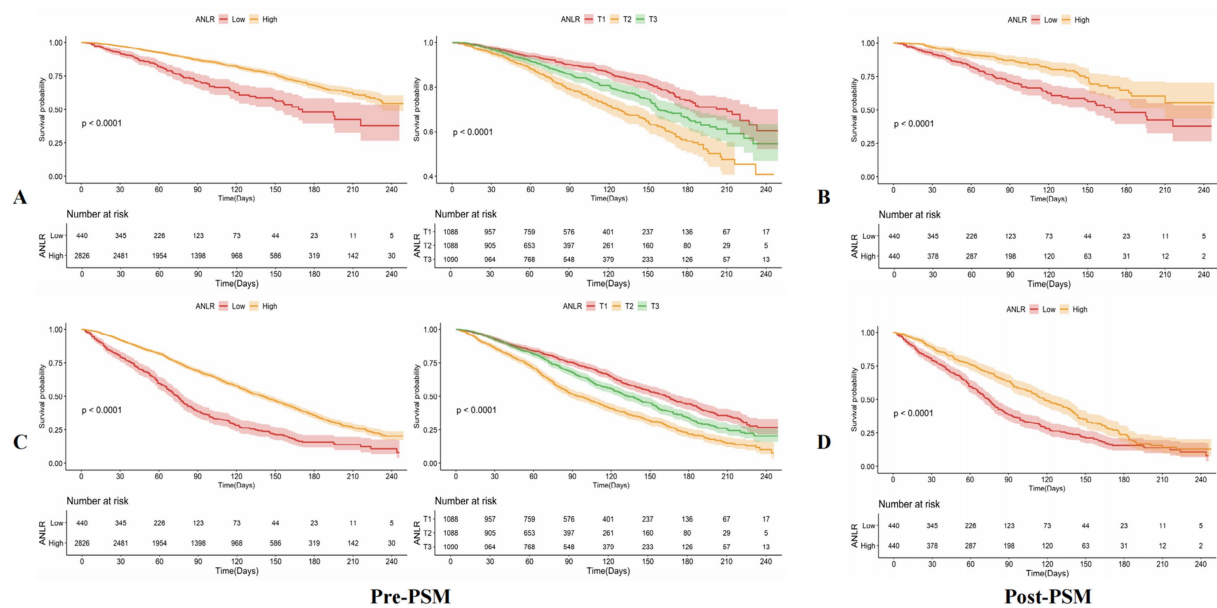 ANLR Low High
1.00
0.75
0.50
0.25
0.00
Survival probability
p < 0.0001
0 30 60 90 120 150 180 210 240
Time(Days)
A
Number at risk
ANLR
Low 440 345 226 123 73 44 23 11 5
High 2826 2481 1954 1398 968 586 319 142 30
0 30 60 90 120 150 180 210 240
Time(Days)
ANLR T1 T2 T3
1.0
0.8
0.6
0.4
Survival probability
p < 0.0001
0 30 60 90 120 150 180 210 240
Time(Days)
Number at risk
ANLR
T1 1088 957 759 576 401 237 136 67 17
T2 1088 905 653 397 261 160 80 29 5
T3 1090 964 768 548 379 233 126 57 13
0 30 60 90 120 150 180 210 240
Time(Days)
ANLR Low High
1.00
0.75
0.50
0.25
0.00
Survival probability
p < 0.0001
0 30 60 90 120 150 180 210 240
Time(Days)
B
Number at risk
ANLR
Low 440 345 226 123 73 44 23 11 5
High 440 378 287 198 120 63 31 12 2
0 30 60 90 120 150 180 210 240
Time(Days)
ANLR Low High
1.00
0.75
0.50
0.25
0.00
Survival probability
p < 0.0001
0 30 60 90 120 150 180 210 240
Time(Days)
C
Number at risk
ANLR
Low 440 345 226 123 73 44 23 11 5
High 2826 2481 1954 1398 968 586 319 142 30
0 30 60 90 120 150 180 210 240
Time(Days)
ANLR T1 T2 T3
1.00
0.75
0.50
0.25
0.00
Survival probability
p < 0.0001
0 30 60 90 120 150 180 210 240
Time(Days)
Number at risk
ANLR
T1 1088 957 759 576 401 237 136 67 17
T2 1088 905 653 397 261 160 80 29 5
T3 1090 964 768 548 379 233 126 57 13
0 30 60 90 120 150 180 210 240
Time(Days)
ANLR Low High
1.00
0.75
0.50
0.25
0.00
Survival probability
p < 0.0001
0 30 60 90 120 150 180 210 240
Time(Days)
D
Number at risk
ANLR
Low 440 345 226 123 73 44 23 11 5
High 440 378 287 198 120 63 31 12 2
0 30 60 90 120 150 180 210 240
Time(Days)
Pre-PSM
Post-PSM